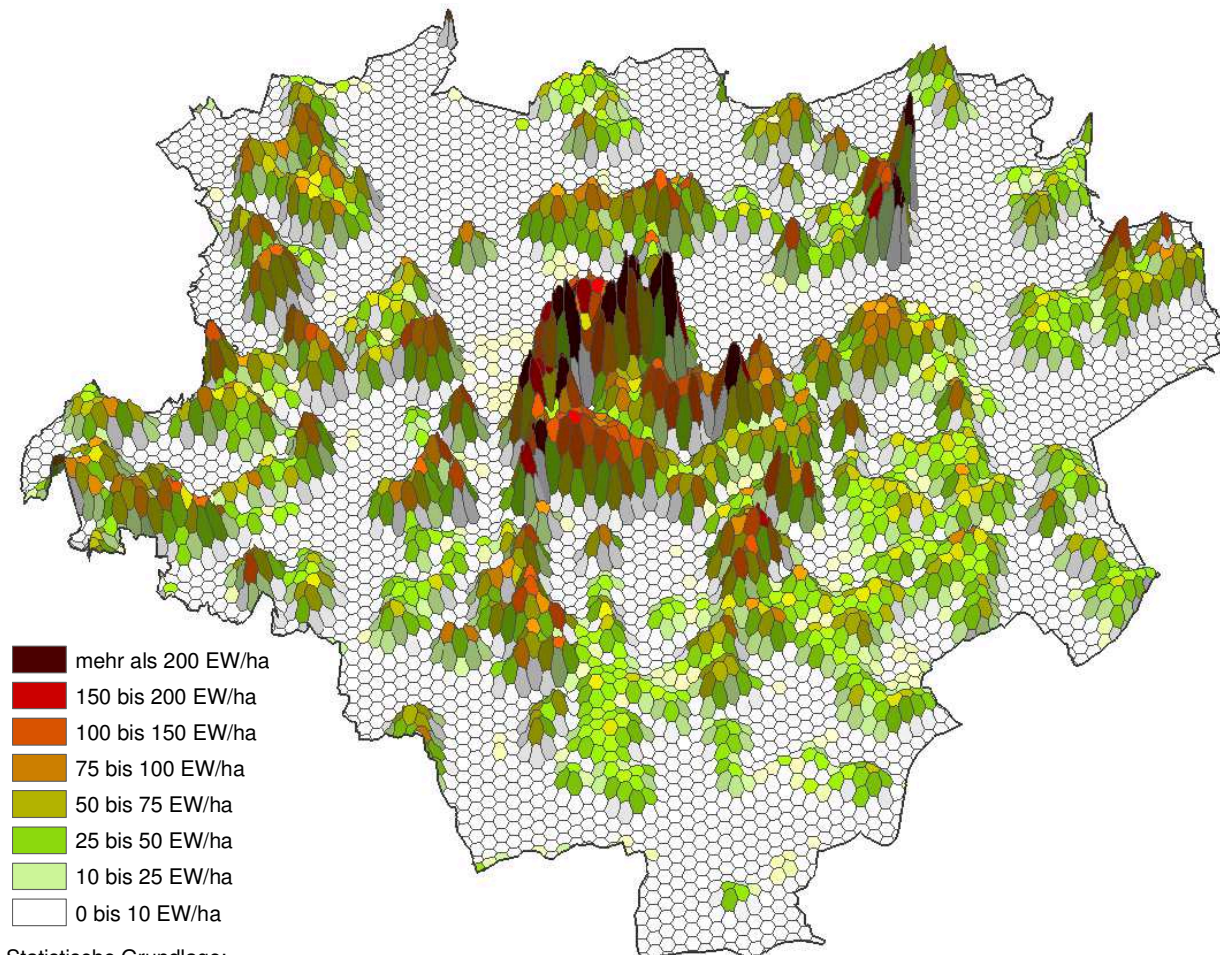 mehr als 200 EW/ha
150 bis 200 EW/ha
100 bis 150 EW/ha
75 bis 100 EW/ha
50 bis 75 EW/ha
25 bis 50 EW/ha
10 bis 25 EW/ha
0 bis 10 EW/ha
Statistische Grundlage: